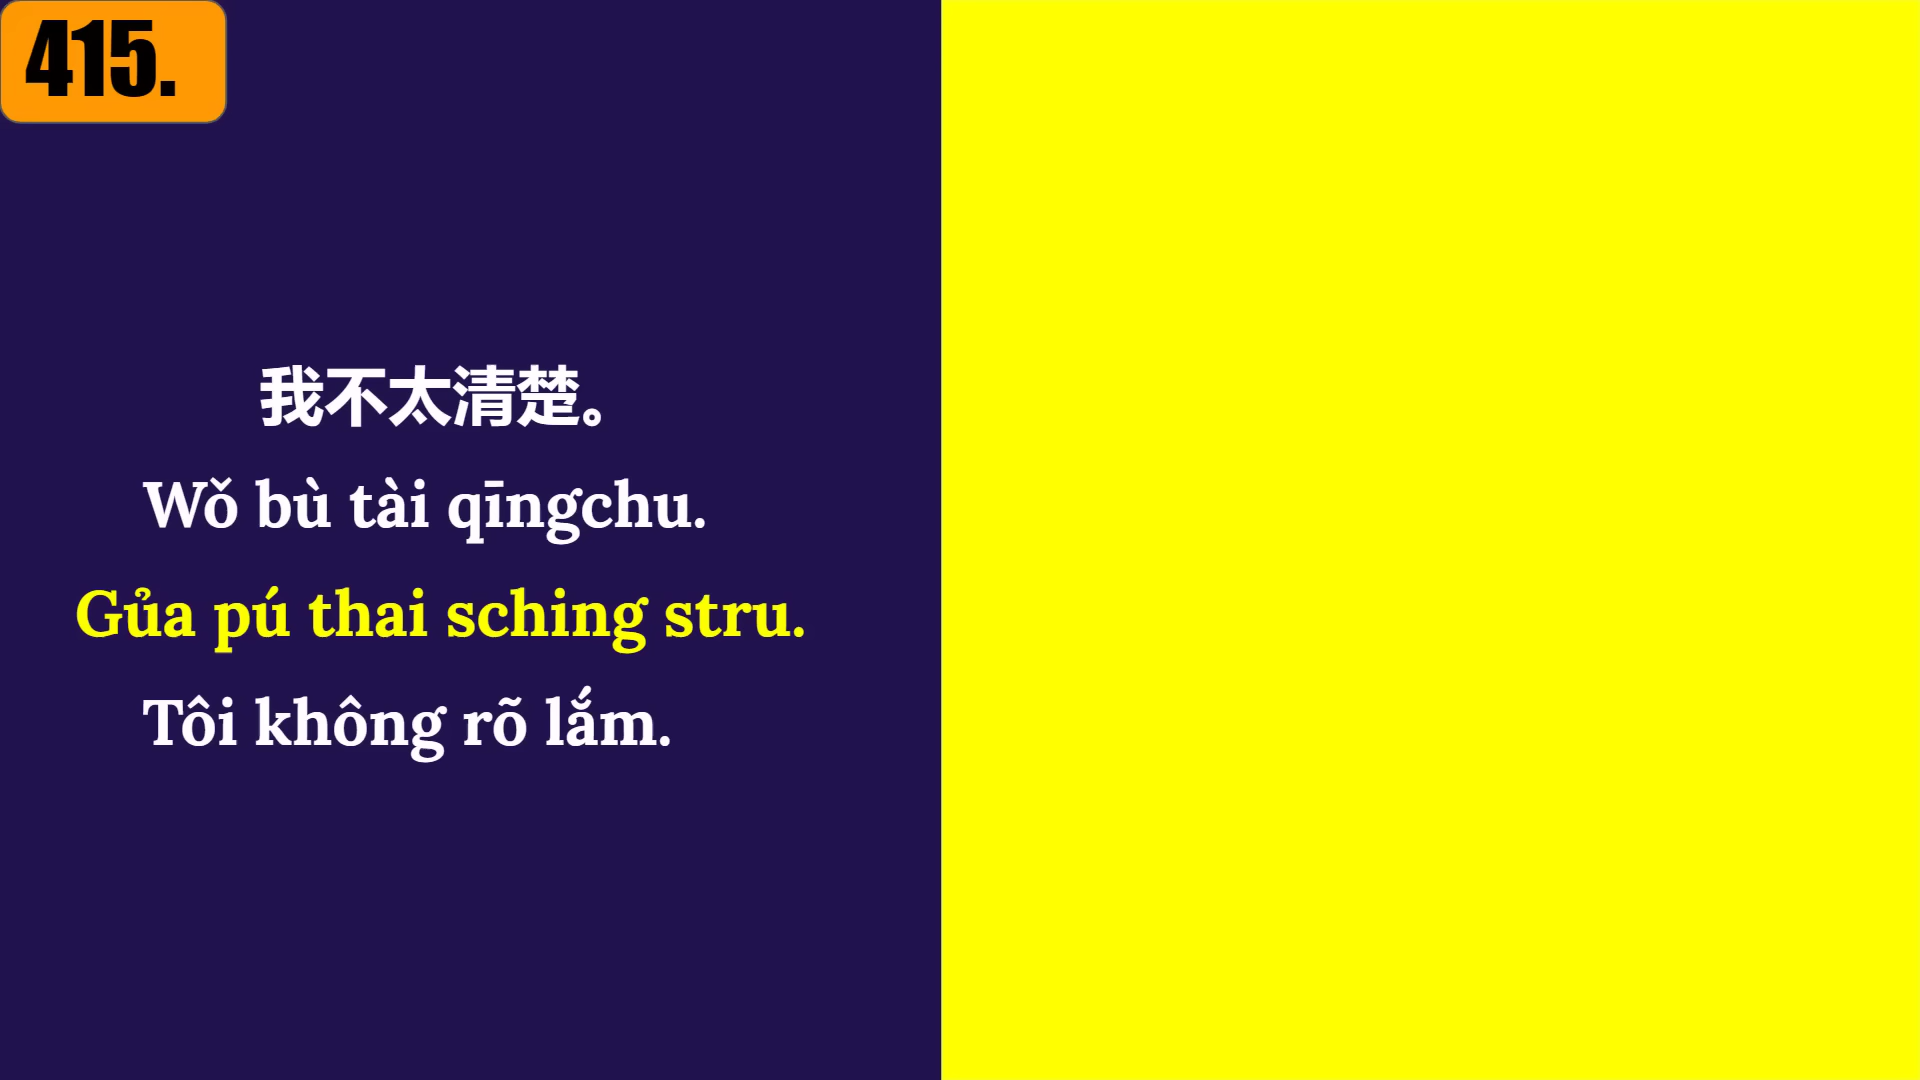 415.
我不太清楚。
Wǒ bù tài qīngchu.
Gủa pú thai sching stru.
Tôi không rõ lắm.